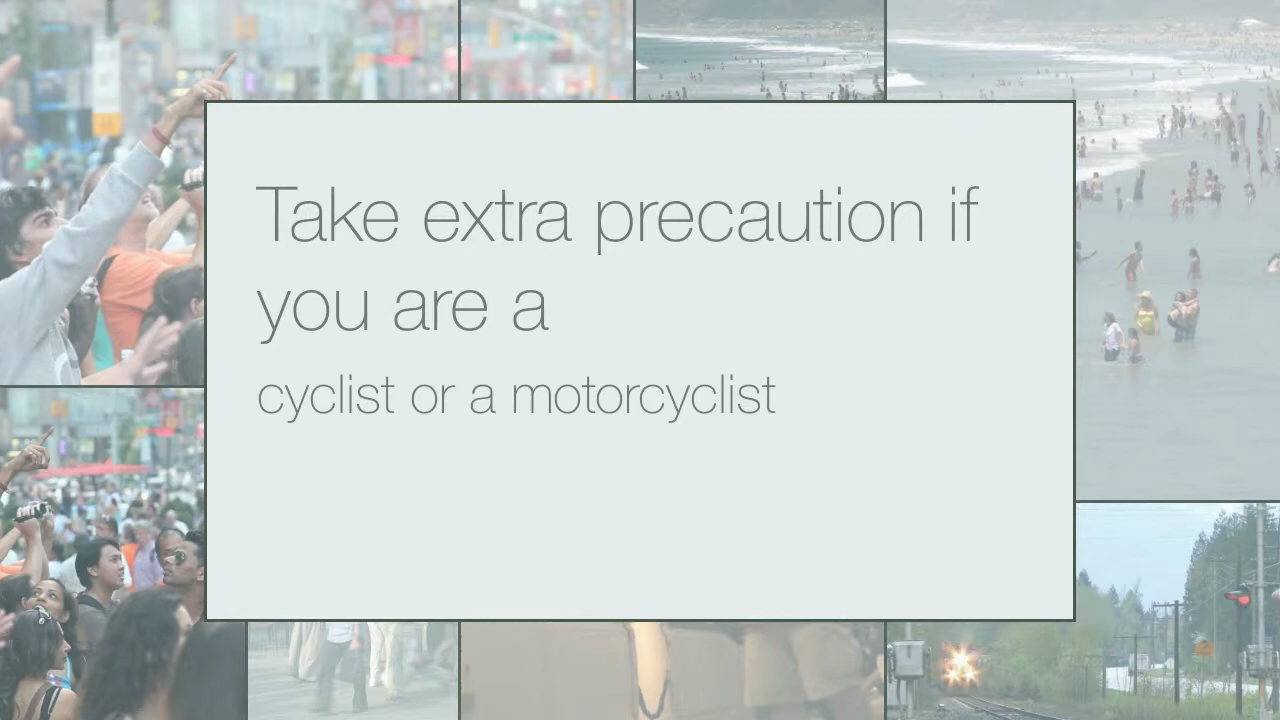 Take extra precaution if
you are a
cyclist or a motorcyclist